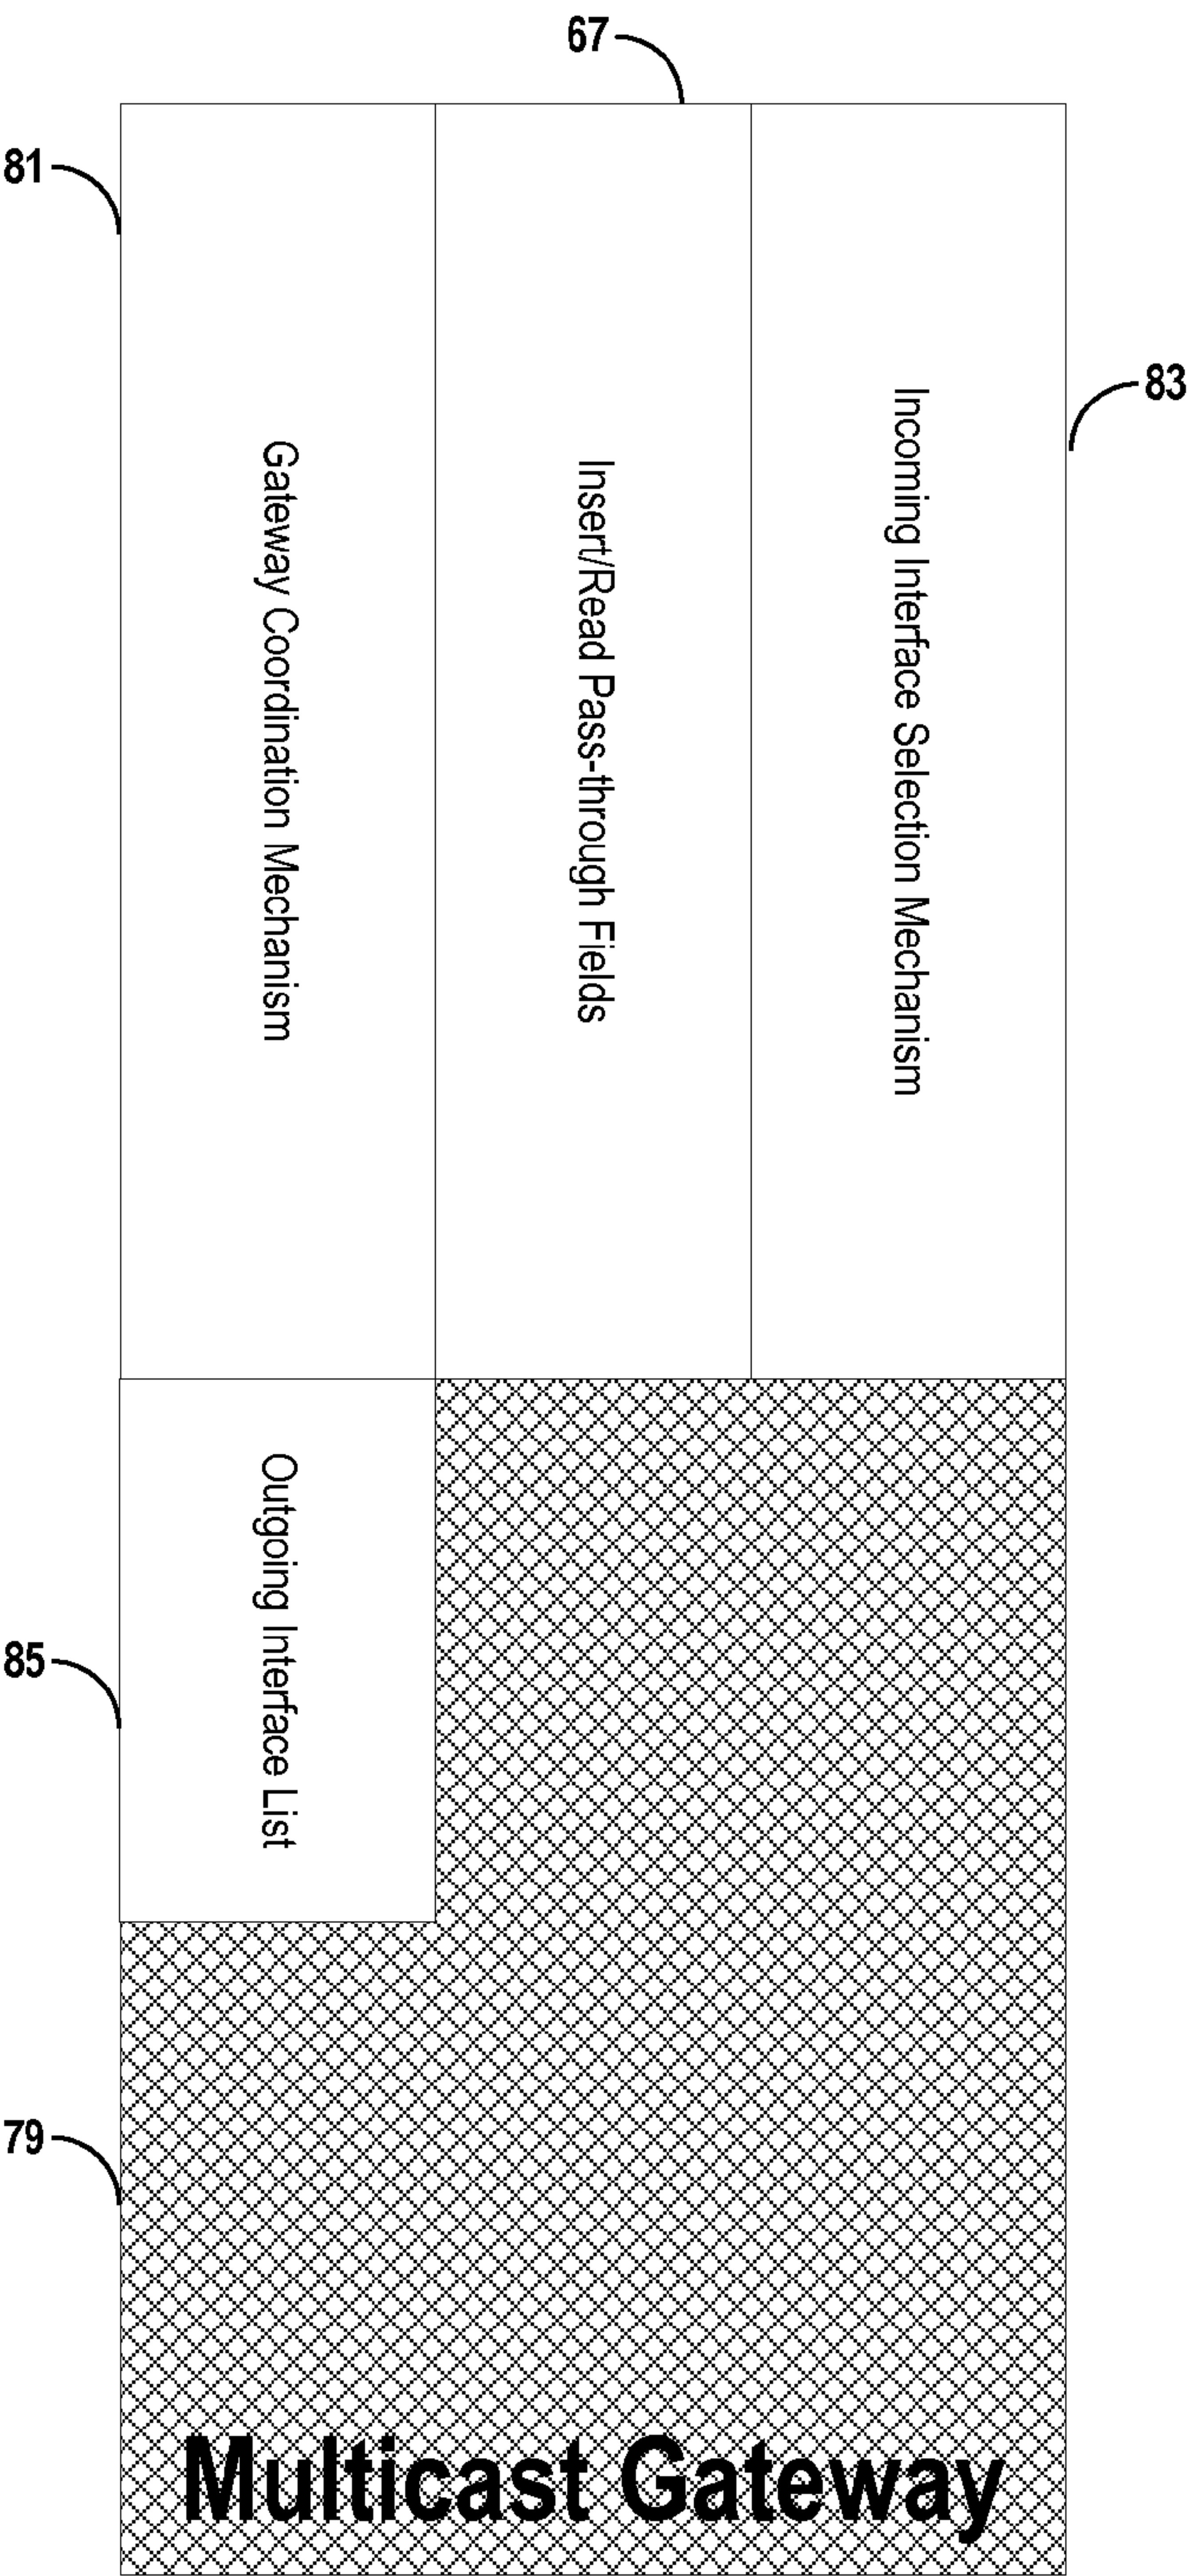 67
81
83
Gateway Coordination Mechanism
Insert/Read Pass-through Fields
Incoming Interface Selection Mechanism
Outgoing Interface List
85
79
Multicast Gateway